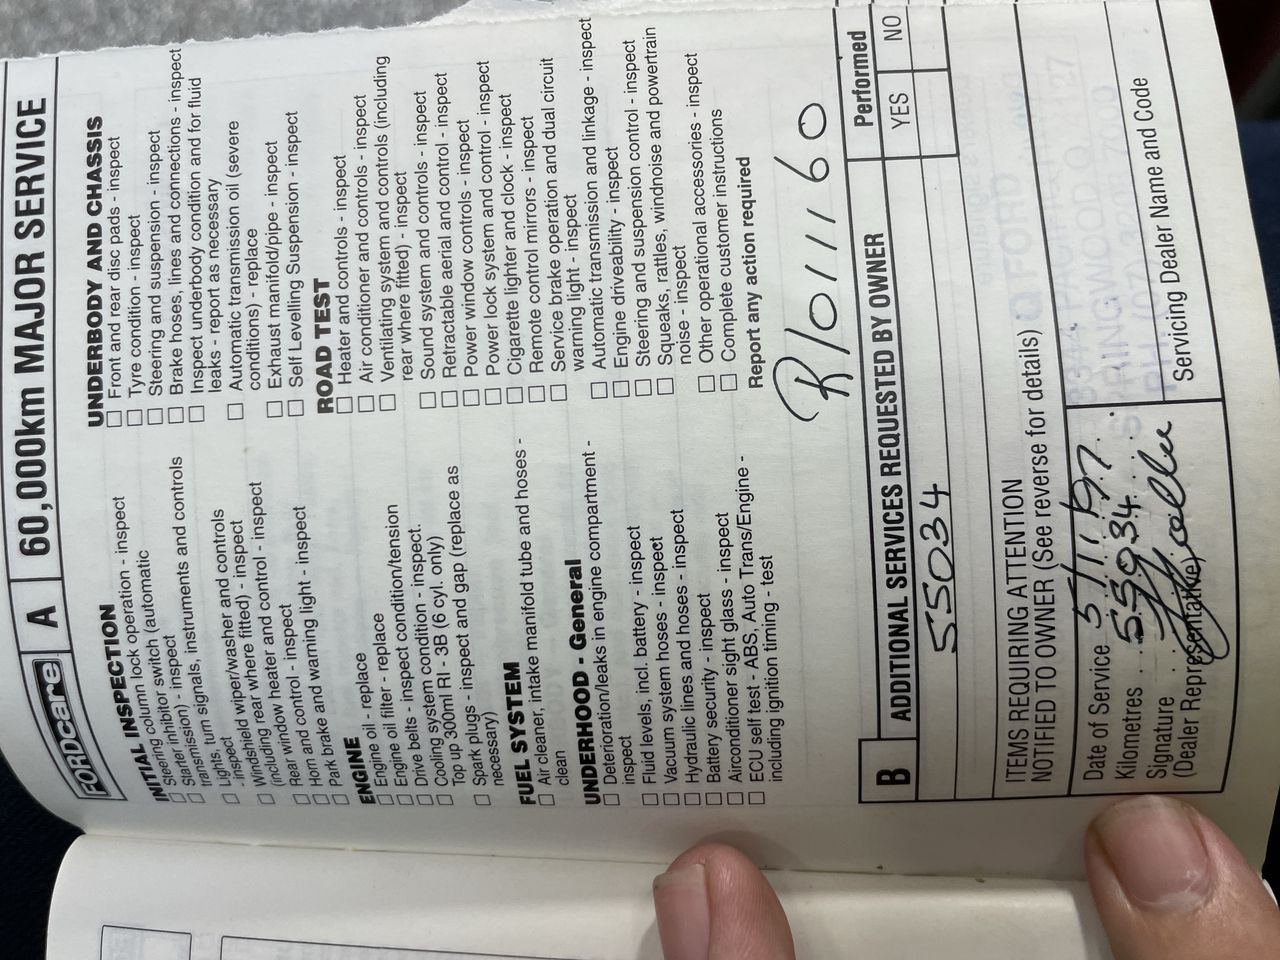 FORDcare A 60,000km MAJOR SERVICE
INITIAL INSPECTION
Steering column lock operation - inspect
Starter inhibitor switch (automatic
transmission) - inspect
Lights, turn signals, instruments and controls
- inspect
Windshield wiper/washer and controls
(including rear where fitted) - inspect
Rear window heater and control - inspect
Horn and control - inspect
Park brake and warning light - inspect
ENGINE
Engine oil - replace
Engine oil filter - replace
Drive belts - inspect condition/tension
Cooling system condition - inspect.
Top up 300ml RI - 3B (6 cyl. only)
Spark plugs - inspect and gap (replace as
necessary)
FUEL SYSTEM
Air cleaner, intake manifold tube and hoses -
clean
UNDERHOOD - General
Deterioration/leaks in engine compartment -
inspect
Fluid levels, incl. battery - inspect
Vacuum system hoses - inspect
Hydraulic lines and hoses - inspect
Battery security - inspect
Airconditioner sight glass - inspect
ECU self test - ABS, Auto Trans/Engine -
including ignition timing - test
UNDERBODY AND CHASSIS
Front and rear disc pads - inspect
Tyre condition - inspect
Steering and suspension - inspect
Brake hoses, lines and connections - inspect
Inspect underbody condition and for fluid
leaks - report as necessary
Automatic transmission oil (severe
conditions) - replace
Exhaust manifold/pipe - inspect
Self Levelling Suspension - inspect
ROAD TEST
Heater and controls - inspect
Air conditioner and controls - inspect
Ventilating system and controls (including
rear where fitted) - inspect
Sound system and controls - inspect
Retractable aerial and control - inspect
Power window controls - inspect
Power lock system and control - inspect
Cigarette lighter and clock - inspect
Remote control mirrors - inspect
Service brake operation and dual circuit
warning light - inspect
Automatic transmission and linkage - inspect
Engine driveability - inspect
Steering and suspension control - inspect
Squeaks, rattles, windnoise and powertrain
noise - inspect
Other operational accessories - inspect
Complete customer instructions
Report any action required
R/01160
B ADDITIONAL SERVICES REQUESTED BY OWNER Performed
YES NO
55034
ITEMS REQUIRING ATTENTION
NOTIFIED TO OWNER (See reverse for details)
Date of Service
Kilometres 55034
Signature
(Dealer Representative)
Servicing Dealer Name and Code